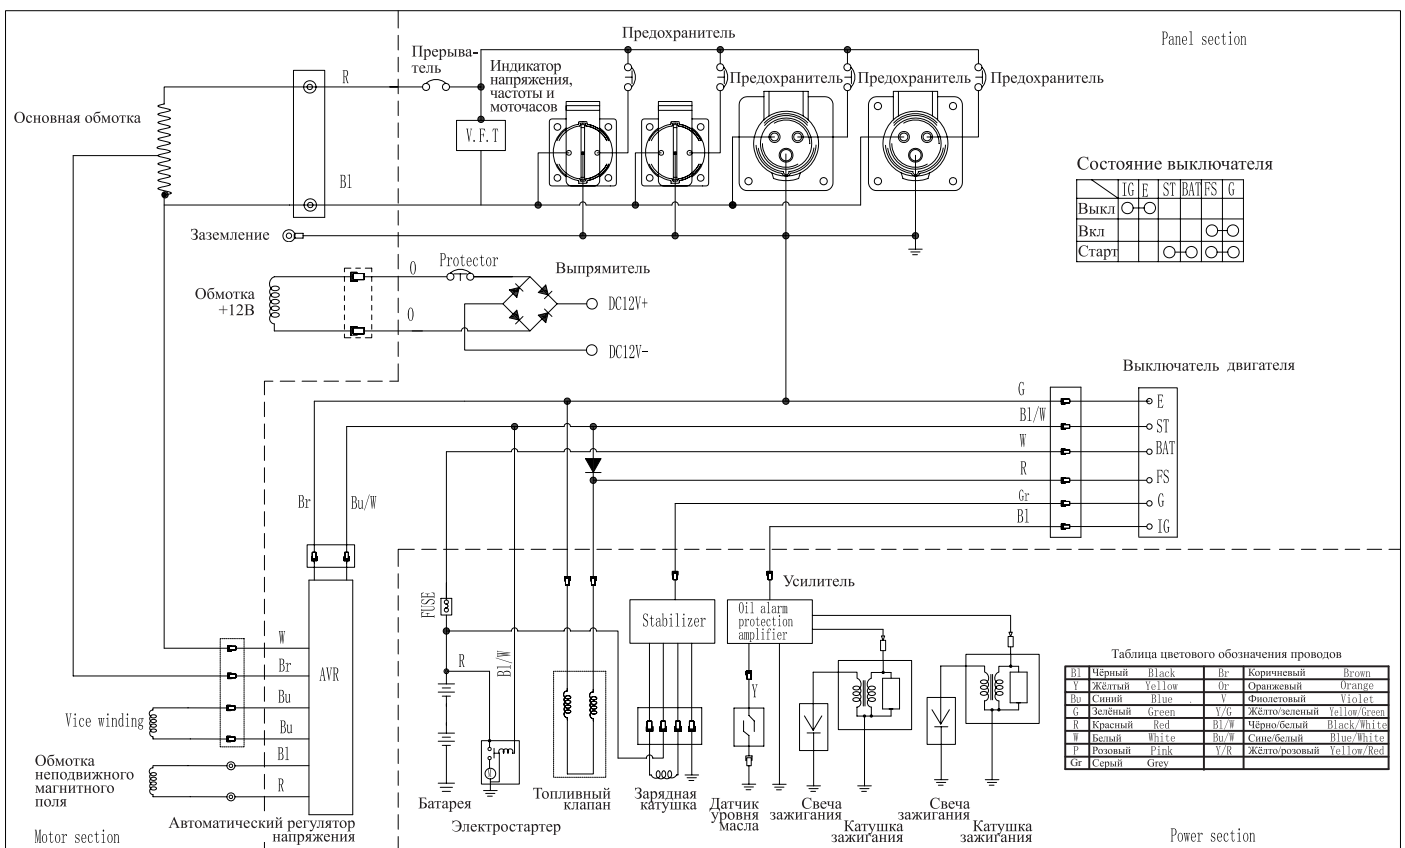 Предохранитель
Panel section
Прерыва-
тель
Индикатор
напряжения,
частоты и
моточасов
Предохранитель
Предохранитель
Предохранитель
R
Основная обмотка
V.F.T
Bl
Состояние выключателя
IG E ST BAT FS G
Выкл
Вкл
Старт
Заземление
Protector
O
Выпрямитель
Обмотка
+12В
DC12V+
O
DC12V-
Выключатель двигателя
G
E
Bl/W
ST
W
BAT
R
FS
Gr
G
Bl
IG
Br
Bu/W
FUSE
Усилитель
Stabilizer
Oil alarm
protection
amplifier
W
Br
AVR
Bu
Bu
Bl
R
R
Bl/W
Y
Vice winding
Обмотка
неподвижного
магнитного
поля
Таблица цветового обозначения проводов
Bl Чёрный Black Br Коричневый Brown
Y Жёлтый Yellow Or Оранжевый Orange
Bu Синий Blue V Фиолетовый Violet
G Зелёный Green Y/G Жёлто/зеленый Yellow/Green
R Красный Red Bl/W Чёрно/белый Black/White
W Белый White Bu/W Сине/белый Blue/White
P Розовый Pink Y/R Жёлто/розовый Yellow/Red
Gr Серый Grey
Батарея
Электростартер
Топливный
клапан
Зарядная
катушка
Датчик
уровня
масла
Свеча
зажигания
Катушка
зажигания
Свеча
зажигания
Катушка
зажигания
Автоматический регулятор
напряжения
Motor section
Power section